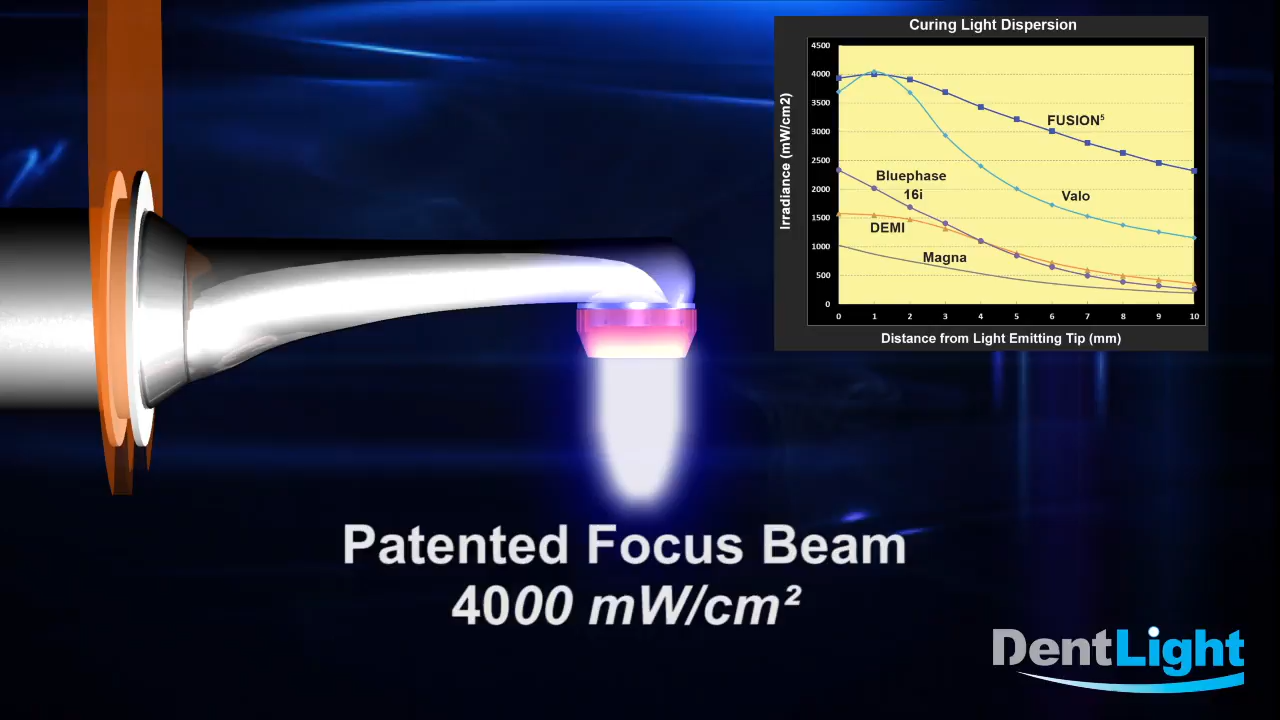 Curing Light Dispersion
Irradiance (mW/cm2)
4500
4000
3500
3000
2500
2000
1500
1000
500
0
FUSION⁵
Bluephase
16i
Valo
DEMI
Magna
0 1 2 3 4 5 6 7 8 9 10
Distance from Light Emitting Tip (mm)
Patented Focus Beam
4000 mW/cm²
DentLight